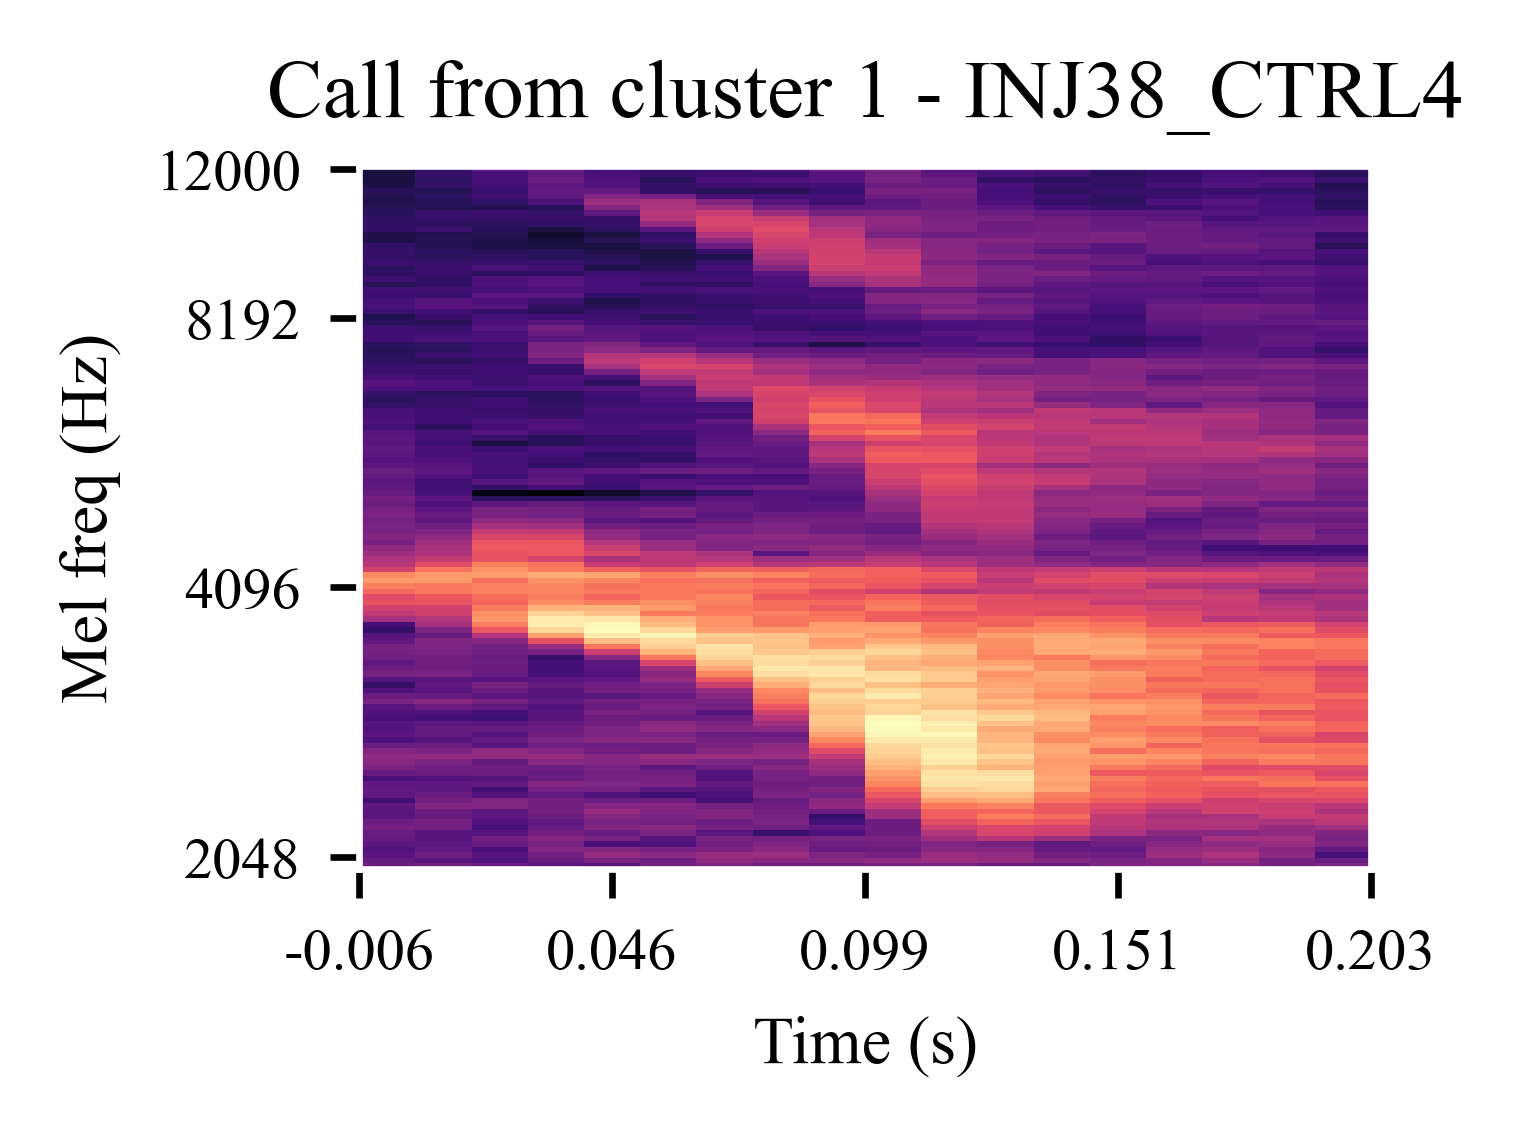 Call from cluster 1 - INJ38_CTRL4
12000
8192
4096
2048
Mel freq (Hz)
-0.006 0.046 0.099 0.151 0.203
Time (s)